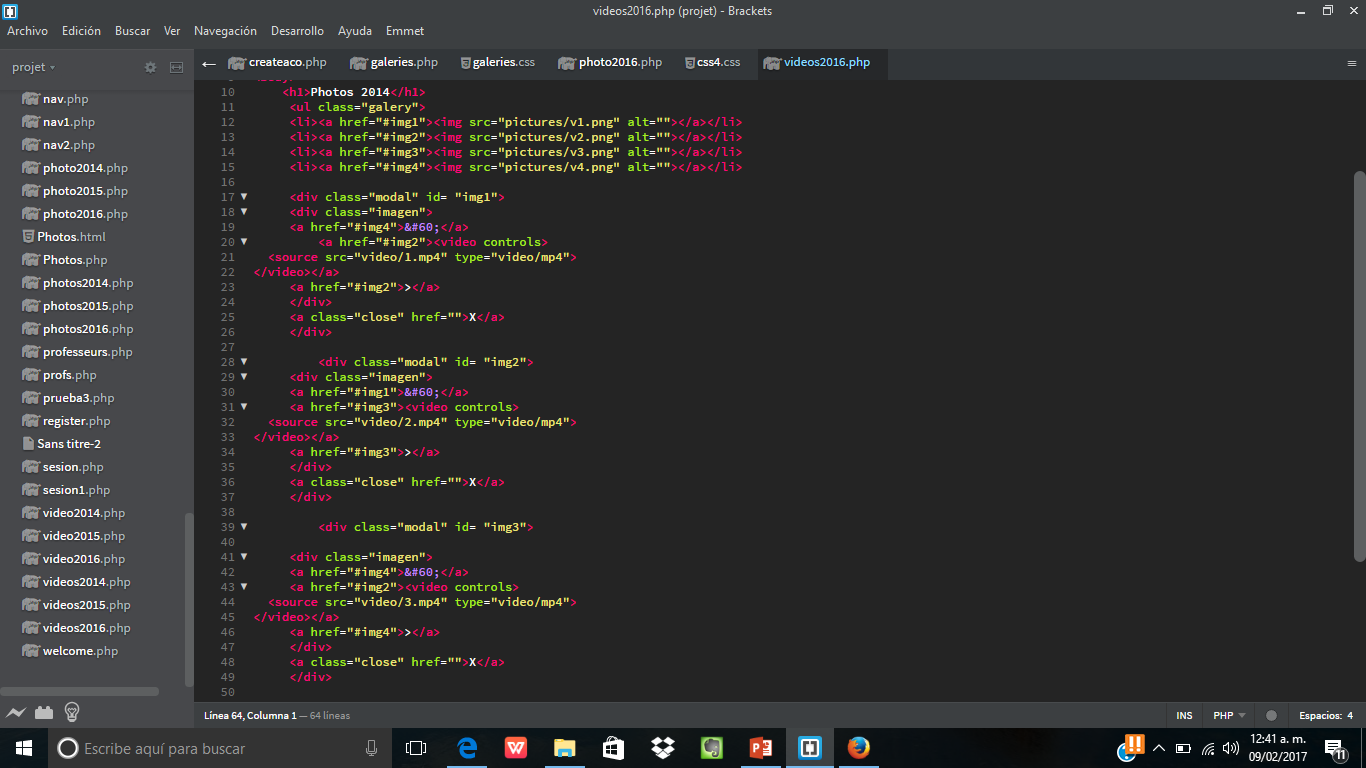 videos2016.php (projet) - Brackets
Archivo Edición Buscar Ver Navegación Desarrollo Ayuda Emmet
projet
createaco.php galeries.php galeries.css photo2016.php css4.css videos2016.php
nav.php
nav1.php
nav2.php
photo2014.php
photo2015.php
photo2016.php
Photos.html
Photos.php
photos2014.php
photos2015.php
photos2016.php
professeurs.php
profs.php
prueba3.php
register.php
Sans titre-2
sesion.php
sesion1.php
video2014.php
video2015.php
video2016.php
videos2014.php
videos2015.php
videos2016.php
welcome.php
10 <h1>Photos 2014</h1>
11 <ul class="galery">
12 <li><a href="#img1"><img src="pictures/v1.png" alt=""></a></li>
13 <li><a href="#img2"><img src="pictures/v2.png" alt=""></a></li>
14 <li><a href="#img3"><img src="pictures/v3.png" alt=""></a></li>
15 <li><a href="#img4"><img src="pictures/v4.png" alt=""></a></li>
16
17 <div class="modal" id= "img1">
18 <div class="imagen">
19 <a href="#img4">&#60;</a>
20 <a href="#img2"><video controls>
21 <source src="video/1.mp4" type="video/mp4">
22 </video></a>
23 <a href="#img2">></a>
24 </div>
25 <a class="close" href="">X</a>
26 </div>
27
28 <div class="modal" id= "img2">
29 <div class="imagen">
30 <a href="#img1">&#60;</a>
31 <a href="#img3"><video controls>
32 <source src="video/2.mp4" type="video/mp4">
33 </video></a>
34 <a href="#img3">></a>
35 </div>
36 <a class="close" href="">X</a>
37 </div>
38
39 <div class="modal" id= "img3">
40
41 <div class="imagen">
42 <a href="#img4">&#60;</a>
43 <a href="#img2"><video controls>
44 <source src="video/3.mp4" type="video/mp4">
45 </video></a>
46 <a href="#img4">></a>
47 </div>
48 <a class="close" href="">X</a>
49 </div>
50
Línea 64, Columna 1 — 64 líneas INS PHP Espacios: 4
Escribe aquí para buscar
12:41 a. m.
09/02/2017
11